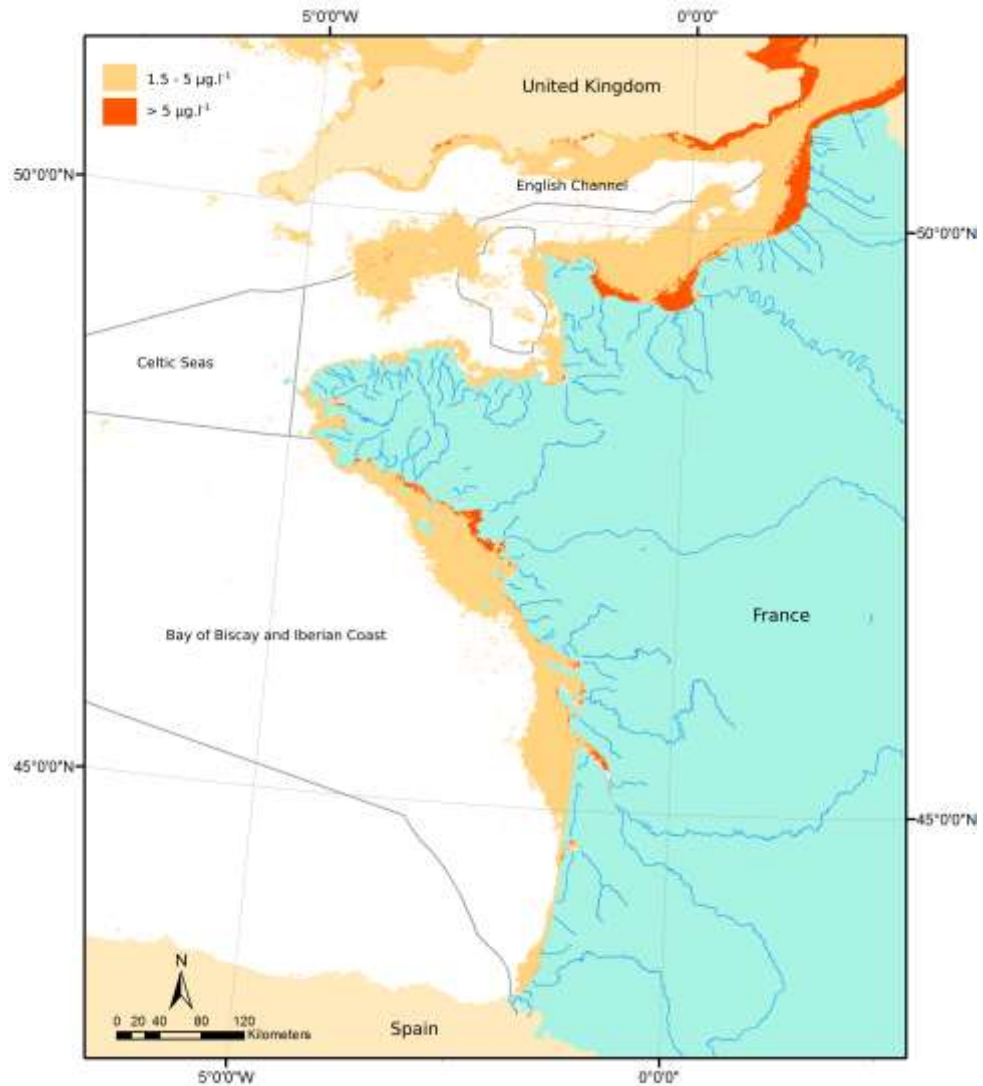 5°0'0"W
0°0'0"
1.5 - 5 µg.l⁻¹
> 5 µg.l⁻¹
United Kingdom
50°0'0"N
English Channel
50°0'0"N
Celtic Seas
France
Bay of Biscay and Iberian Coast
45°0'0"N
45°0'0"N
N
0 20 40 80 120
Kilometers
Spain
5°0'0"W
0°0'0"